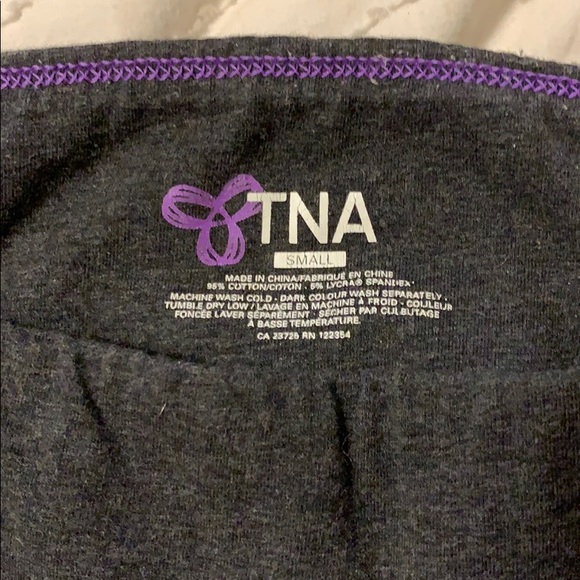 TNA
SMALL
MADE IN CHINA/FABRIQUÉ EN CHINE
95% COTTON/COTON · 5% LYCRA® SPANDEX
MACHINE WASH COLD · DARK COLOUR WASH SEPARATELY ·
TUMBLE DRY LOW / LAVAGE EN MACHINE À FROID · COULEUR
FONCÉE LAVER SÉPARÉMENT · SÉCHER PAR CULBUTAGE
À BASSE TEMPÉRATURE.
CA 23725 RN 122354